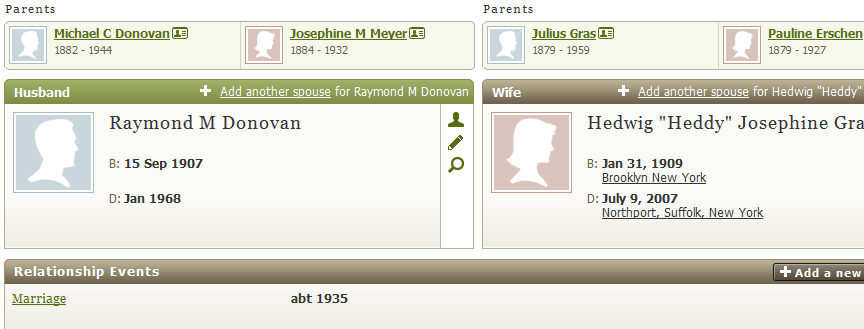 Parents
Michael C Donovan
1882 - 1944
Josephine M Meyer
1884 - 1932
Parents
Julius Gras
1879 - 1959
Pauline Erschen
1879 - 1927
Husband
Add another spouse for Raymond M Donovan
Raymond M Donovan
B: 15 Sep 1907
D: Jan 1968
Wife
Add another spouse for Hedwig "Heddy"
Hedwig "Heddy" Josephine Gra
B: Jan 31, 1909
Brooklyn New York
D: July 9, 2007
Northport, Suffolk, New York
Relationship Events
Add a new
Marriage abt 1935